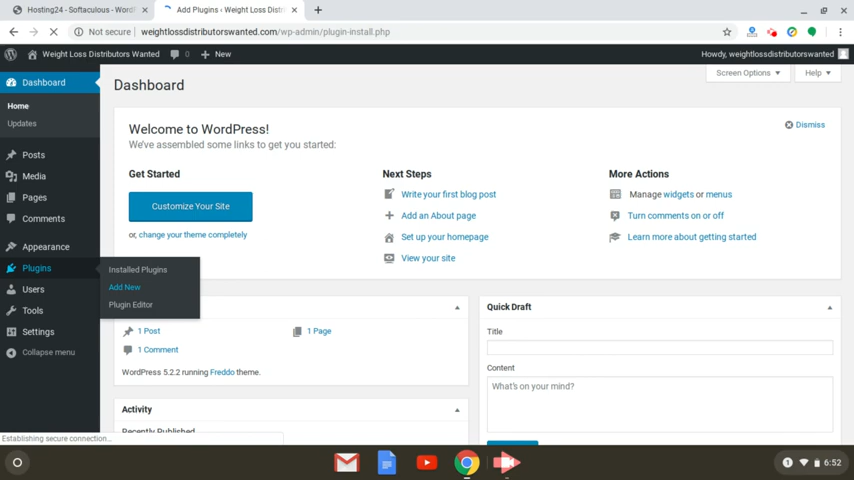 Hosting24 - Softaculous - WordP
Add Plugins ‹ Weight Loss Distri
Not secure | weightlossdistributorswanted.com/wp-admin/plugin-install.php
Weight Loss Distributors Wanted 0 New Howdy, weightlossdistributorswanted
Dashboard
Home
Updates
Posts
Media
Pages
Comments
Appearance
Plugins
Users
Tools
Settings
Collapse menu
Installed Plugins
Add New
Plugin Editor
Screen Options Help
Dashboard
Welcome to WordPress!
Dismiss
We've assembled some links to get you started:
Get Started
Customize Your Site
or, change your theme completely
Next Steps
Write your first blog post
Add an About page
Set up your homepage
View your site
More Actions
Manage widgets or menus
Turn comments on or off
Learn more about getting started
1 Post 1 Page
1 Comment
WordPress 5.2.2 running Freddo theme.
Activity
Recently Published
Quick Draft
Title
Content
What's on your mind?
Establishing secure connection...
1 6:52